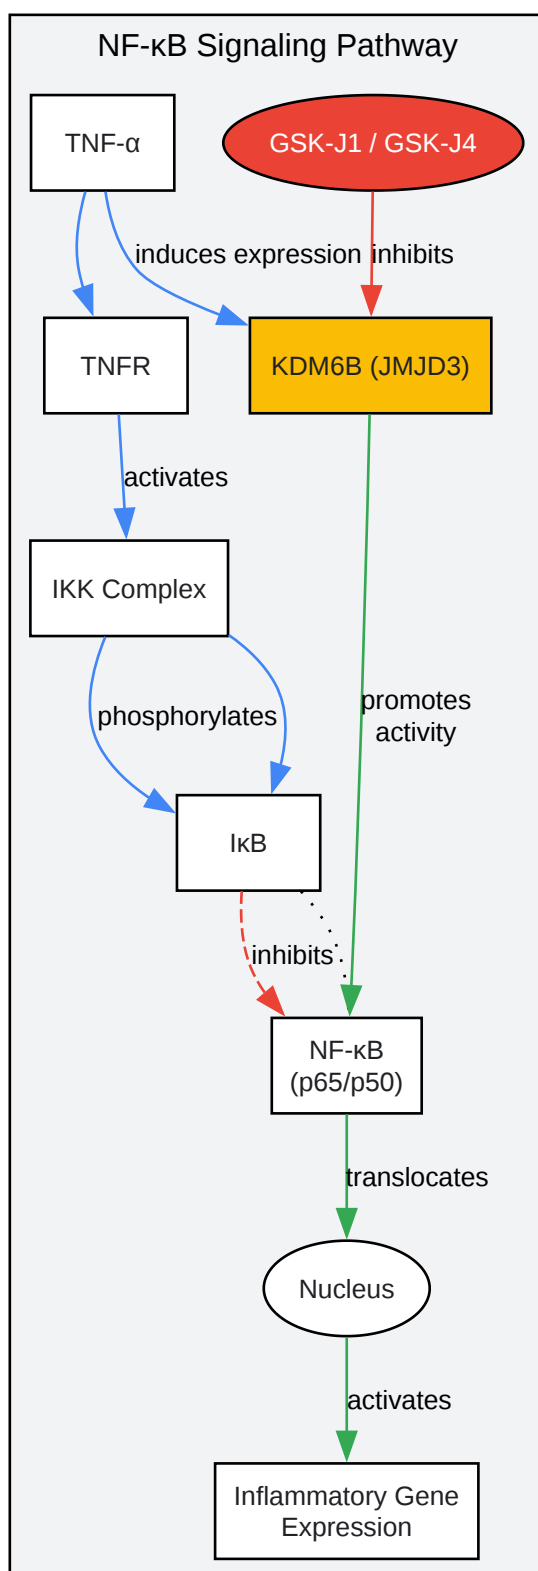 NF-κB Signaling Pathway
TNF-α
GSK-J1 / GSK-J4
induces expression
inhibits
TNFR
KDM6B (JMJD3)
activates
IKK Complex
phosphorylates
promotes
activity
IκB
inhibits
NF-κB
(p65/p50)
translocates
Nucleus
activates
Inflammatory Gene
Expression